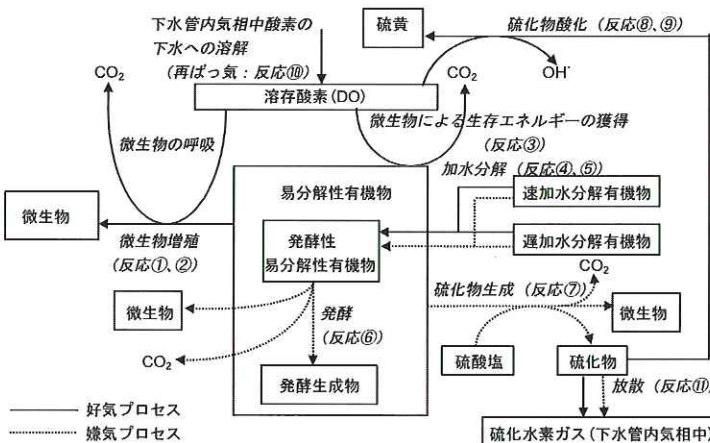 下水管内気相中酸素の
下水への溶解
(再ばっ気：反応⑩)
硫黄
硫化物酸化 (反応⑧、⑨)
CO2
CO2
OH-
溶存酸素(DO)
微生物による生存エネルギーの獲得
(反応③)
微生物の呼吸
加水分解 (反応④、⑤)
易分解性有機物
速加水分解有機物
微生物
発酵性
易分解性有機物
遅加水分解有機物
微生物増殖
(反応①、②)
CO2
硫化物生成 (反応⑦)
微生物
発酵
(反応⑥)
微生物
CO2
硫酸塩
硫化物
放散 (反応⑪)
発酵生成物
好気プロセス
嫌気プロセス
硫化水素ガス(下水管内気相中)